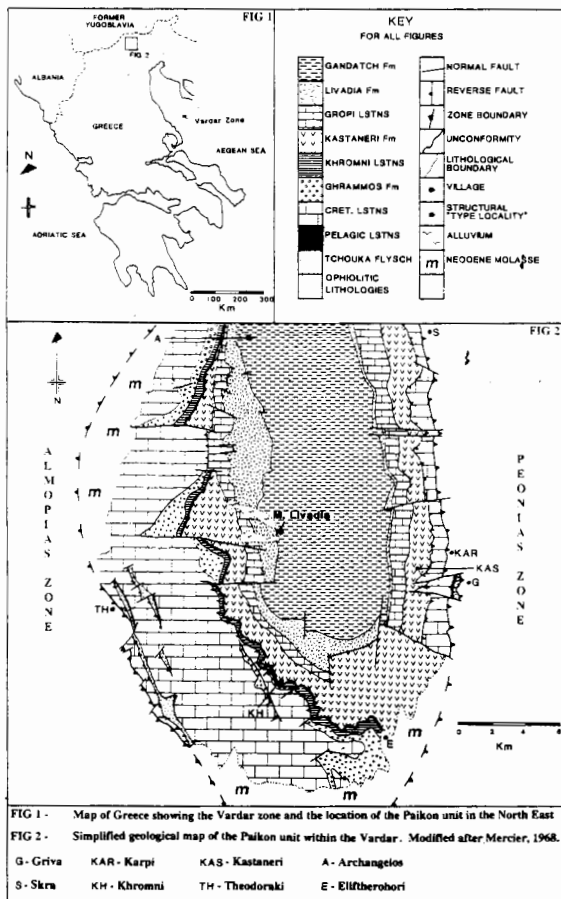 FIG 1
FORMER
YUGOSLAVIA
FIG 2
ALBANIA
GREECE
Vardar Zone
AEGEAN SEA
N
ADRIATIC SEA
0 100 200 300
Km
KEY
FOR ALL FIGURES
GANDATCH Fm
LIVADIA Fm
GROPI LSTNS
KASTANERI Fm
KHROMNI LSTNS
GHRAMMOS Fm
CRET. LSTNS
PELAGIC LSTNS
TCHOUKA FLYSCH
OPHIOLITIC
LITHOLOGIES
NORMAL FAULT
REVERSE FAULT
ZONE BOUNDARY
UNCONFORMITY
LITHOLOGICAL
BOUNDARY
VILLAGE
STRUCTURAL
"TYPE LOCALITY"
ALLUVIUM
m NEOGENE MOLASSE
FIG 2
A
S
N
m
m
m
ALMOPIAS ZONE
PEONIAS ZONE
M. Livadia
KAR
KAS
G
TH
KH
E
m
m
m
0 2 4 6
Km
FIG 1 - Map of Greece showing the Vardar zone and the location of the Paikon unit in the North East
FIG 2 - Simplified geological map of the Paikon unit within the Vardar. Modified after Mercier, 1968.
G - Griva KAR - Karpi KAS - Kastaneri A - Archangelos
S - Skra KH - Khromni TH - Theodoraki E - Eliftherohori